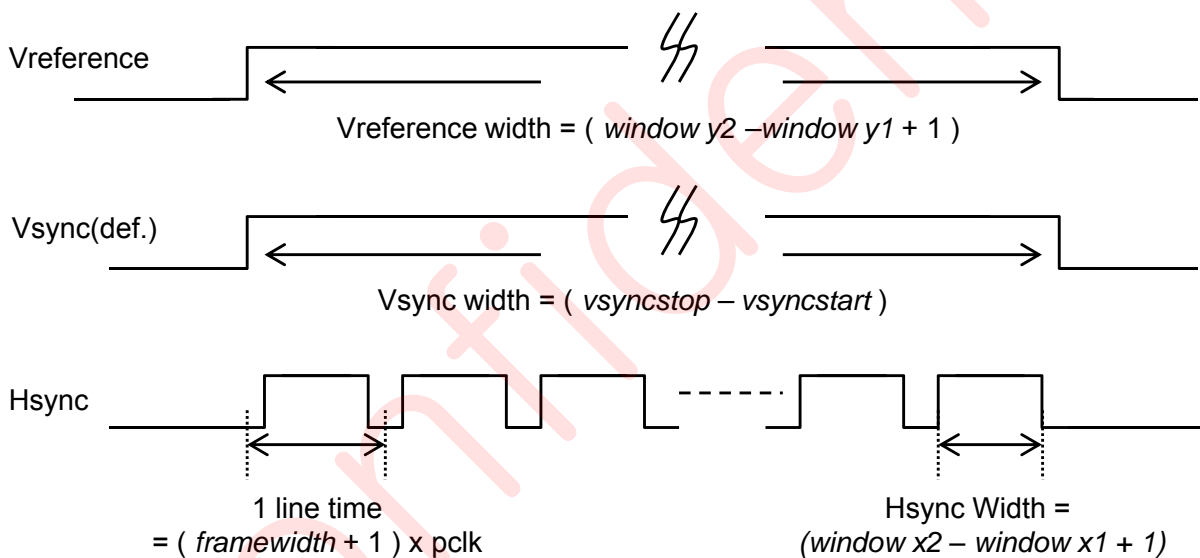 Vreference
Vreference width = ( window y2 –window y1 + 1 )
Vsync(def.)
Vsync width = ( vsyncstop – vsyncstart )
Hsync
1 line time
= ( framewidth + 1 ) x pclk
Hsync Width =
(window x2 – window x1 + 1)
onfiden